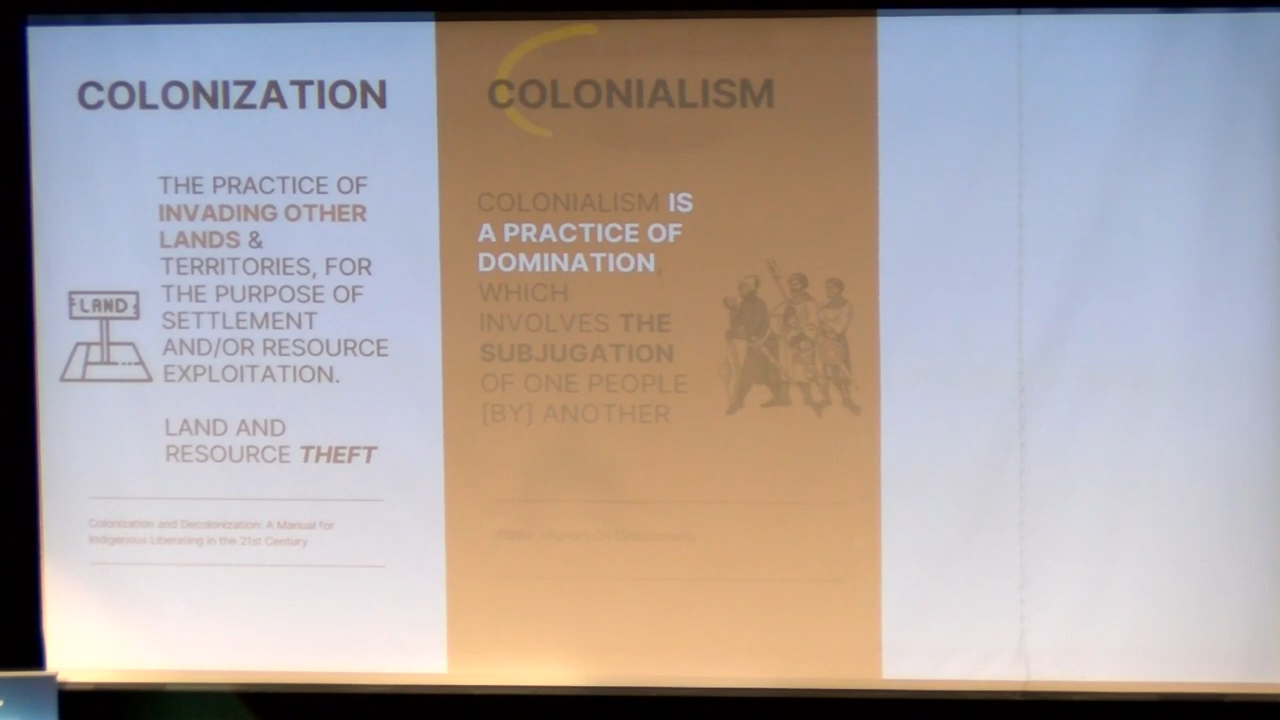 COLONIZATION
THE PRACTICE OF
INVADING OTHER
LANDS &
TERRITORIES, FOR
THE PURPOSE OF
SETTLEMENT
AND/OR RESOURCE
EXPLOITATION.
LAND
LAND AND
RESOURCE THEFT
Colonization and Decolonization: A Manual for
Indigenous Liberating in the 21st Century
COLONIALISM
COLONIALISM IS
A PRACTICE OF
DOMINATION,
WHICH
INVOLVES THE
SUBJUGATION
OF ONE PEOPLE
[BY] ANOTHER